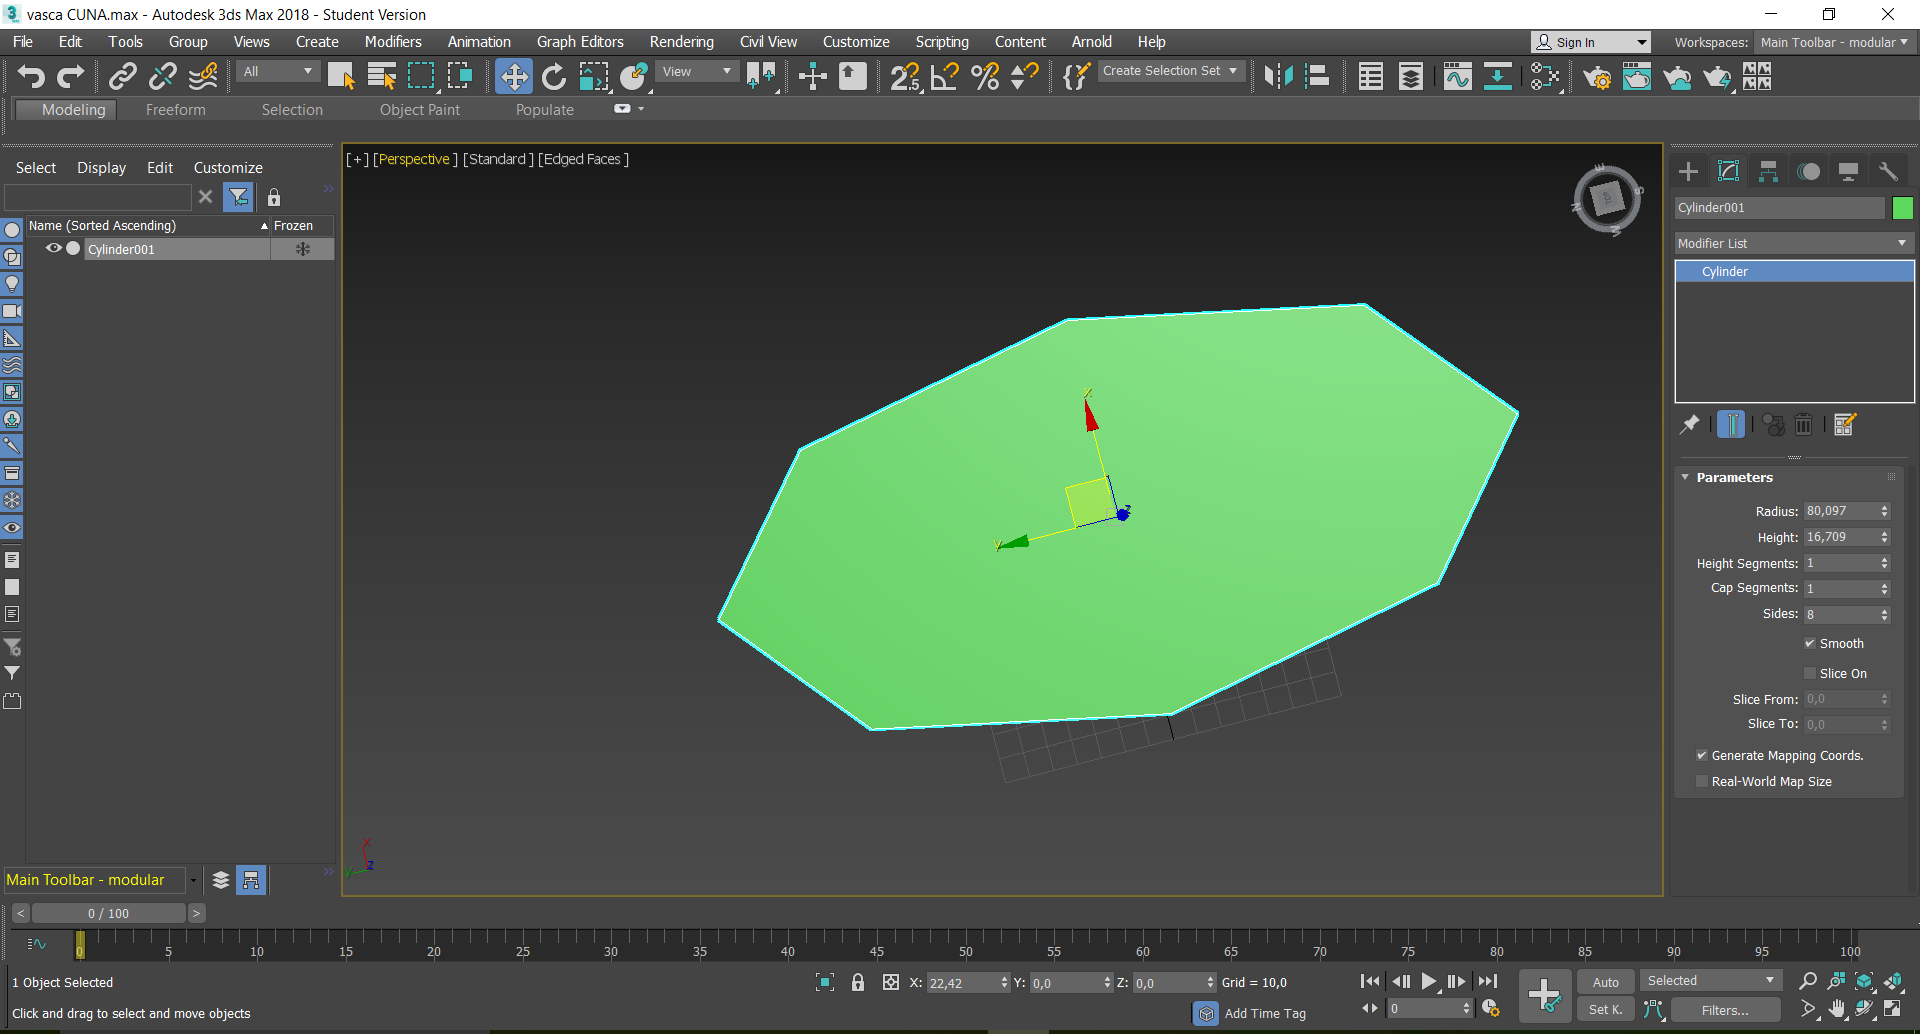 vasca CUNA.max - Autodesk 3ds Max 2018 - Student Version
File Edit Tools Group Views Create Modifiers Animation Graph Editors Rendering Civil View Customize Scripting Content Arnold Help
Sign In
Workspaces: Main Toolbar - modular
All
View
Create Selection Set
Modeling Freeform Selection Object Paint Populate
Select Display Edit Customize
Name (Sorted Ascending) Frozen
Cylinder001
[+] [Perspective ] [Standard ] [Edged Faces ]
x
y
z
Cylinder001
Modifier List
Cylinder
Parameters
Radius: 80,097
Height: 16,709
Height Segments: 1
Cap Segments: 1
Sides: 8
Smooth
Slice On
Slice From: 0,0
Slice To: 0,0
Generate Mapping Coords.
Real-World Map Size
Main Toolbar - modular
< 0 / 100 >
0 5 10 15 20 25 30 35 40 45 50 55 60 65 70 75 80 85 90 95 100
1 Object Selected
X: 22,42 Y: 0,0 Z: 0,0 Grid = 10,0
Auto Selected
Click and drag to select and move objects
Add Time Tag
0
Set K. Filters...